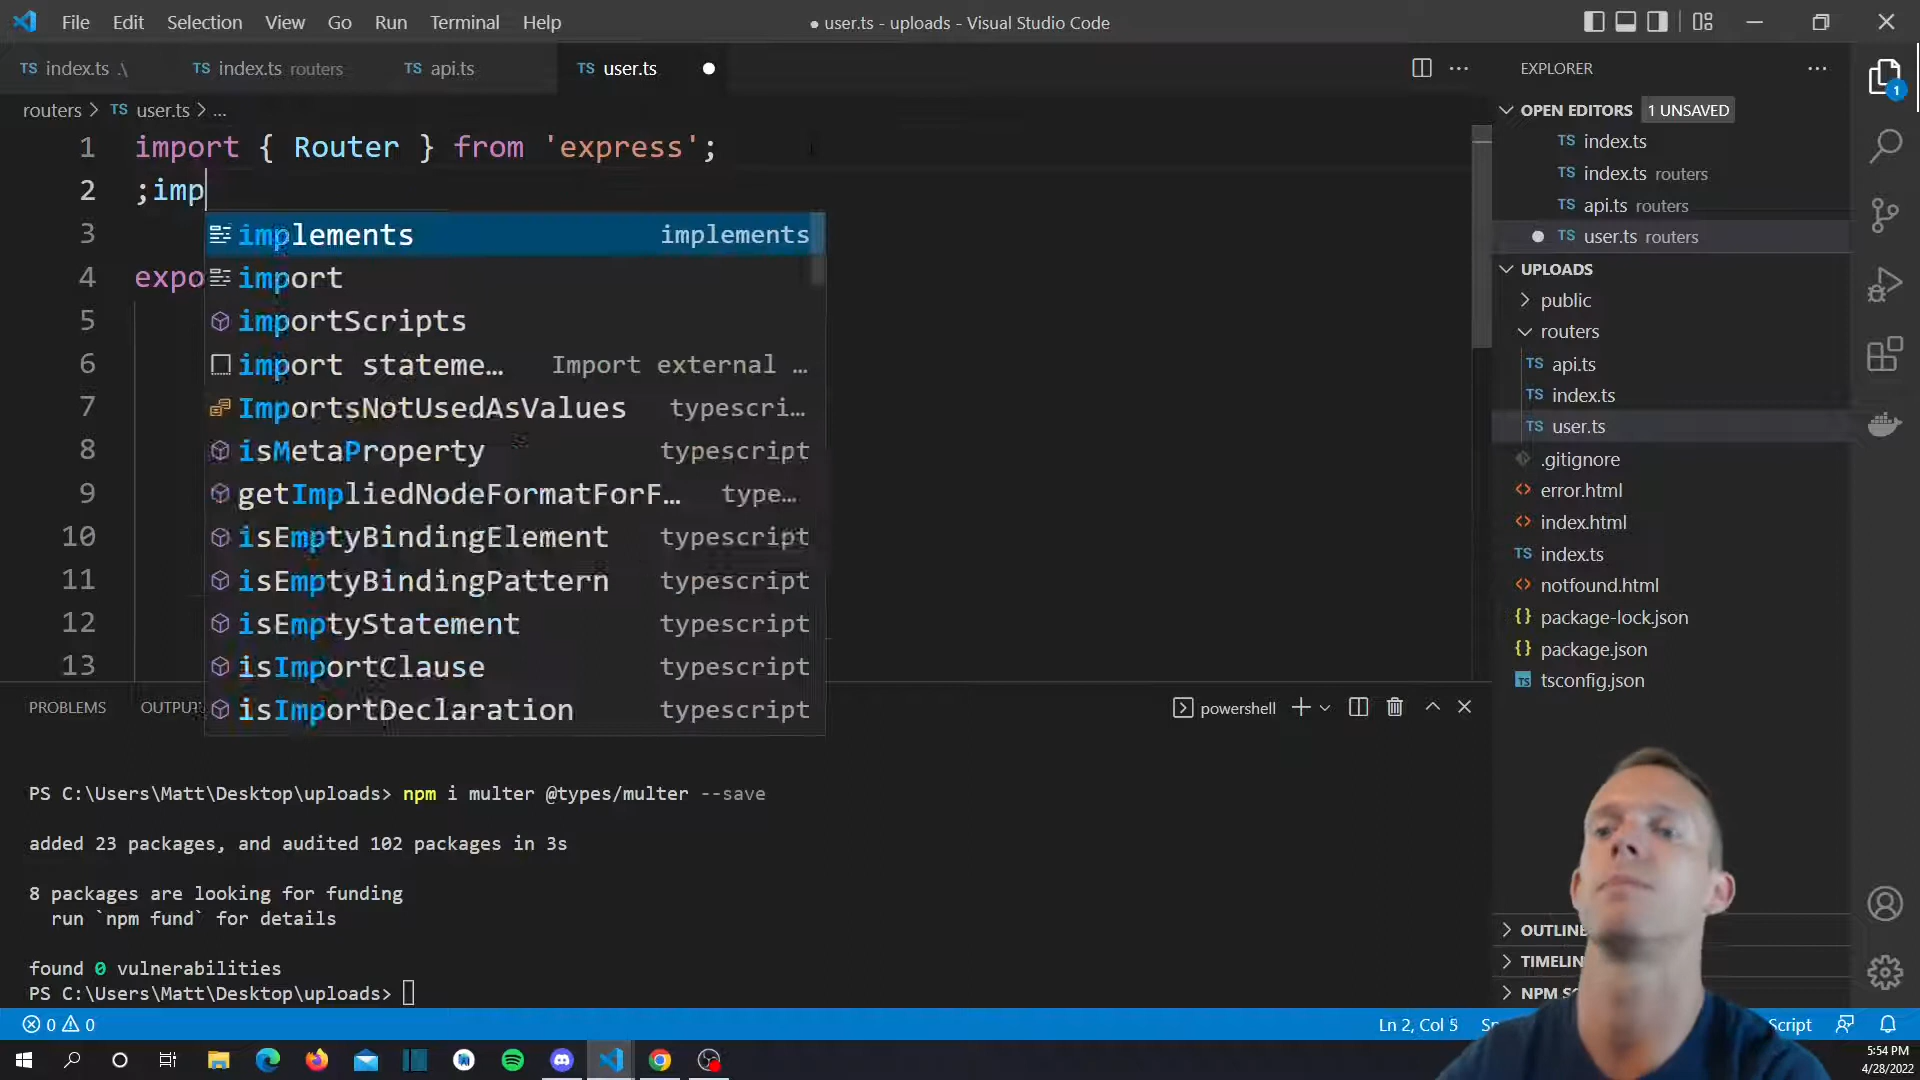 File Edit Selection View Go Run Terminal Help
● user.ts - uploads - Visual Studio Code
TS index.ts .\
TS index.ts routers
TS api.ts
TS user.ts
routers > TS user.ts > ...
1 import { Router } from 'express';
2 ;imp
3
4 expo
5
6
7
8
9
10
11
12
13
implements implements
import
importScripts
import stateme… Import external …
ImportsNotUsedAsValues typescri…
isMetaProperty typescript
getImpliedNodeFormatForF… type…
isEmptyBindingElement typescript
isEmptyBindingPattern typescript
isEmptyStatement typescript
isImportClause typescript
isImportDeclaration typescript
PROBLEMS OUTPU
powershell
PS C:\Users\Matt\Desktop\uploads> npm i multer @types/multer --save
added 23 packages, and audited 102 packages in 3s
8 packages are looking for funding
run `npm fund` for details
found 0 vulnerabilities
PS C:\Users\Matt\Desktop\uploads>
EXPLORER
OPEN EDITORS 1 UNSAVED
TS index.ts
TS index.ts routers
TS api.ts routers
TS user.ts routers
UPLOADS
public
routers
TS api.ts
TS index.ts
TS user.ts
.gitignore
error.html
index.html
TS index.ts
notfound.html
{} package-lock.json
{} package.json
TS tsconfig.json
OUTLINE
TIMELIN
NPM S
1
0 0
Ln 2, Col 5 Sp
Script
5:54 PM
4/28/2022